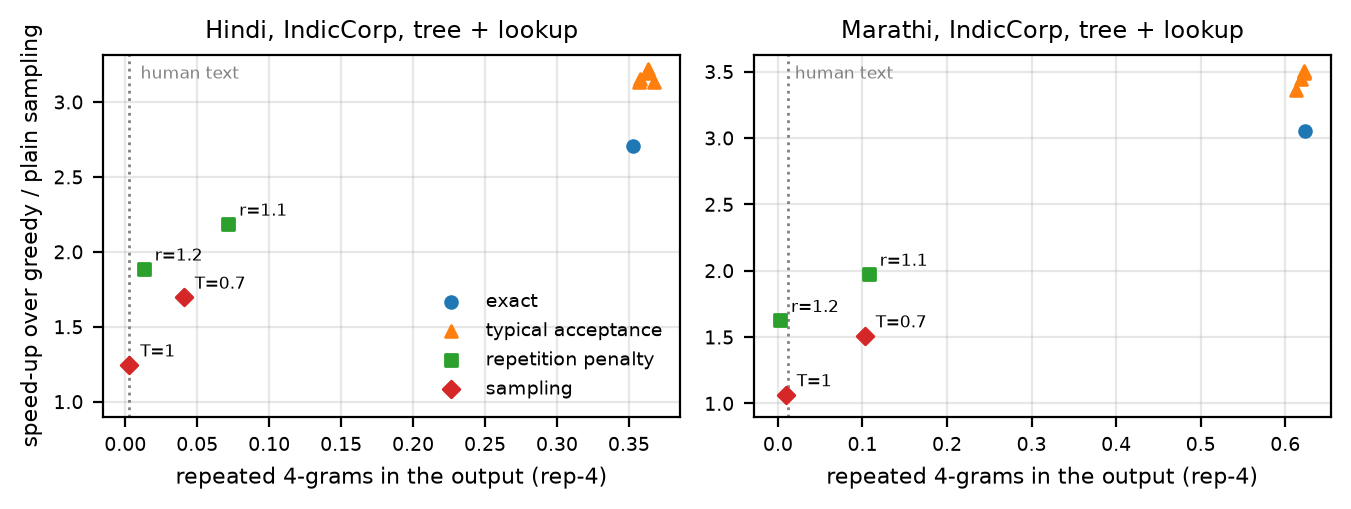 Hindi, IndicCorp, tree + lookup
speed-up over greedy / plain sampling
3.0
2.5
2.0
1.5
1.0
human text
r=1.1
r=1.2
T=0.7
T=1
exact
typical acceptance
repetition penalty
sampling
0.00 0.05 0.10 0.15 0.20 0.25 0.30 0.35
repeated 4-grams in the output (rep-4)
Marathi, IndicCorp, tree + lookup
3.5
3.0
2.5
2.0
1.5
1.0
human text
r=1.1
r=1.2
T=0.7
T=1
0.0 0.1 0.2 0.3 0.4 0.5 0.6
repeated 4-grams in the output (rep-4)